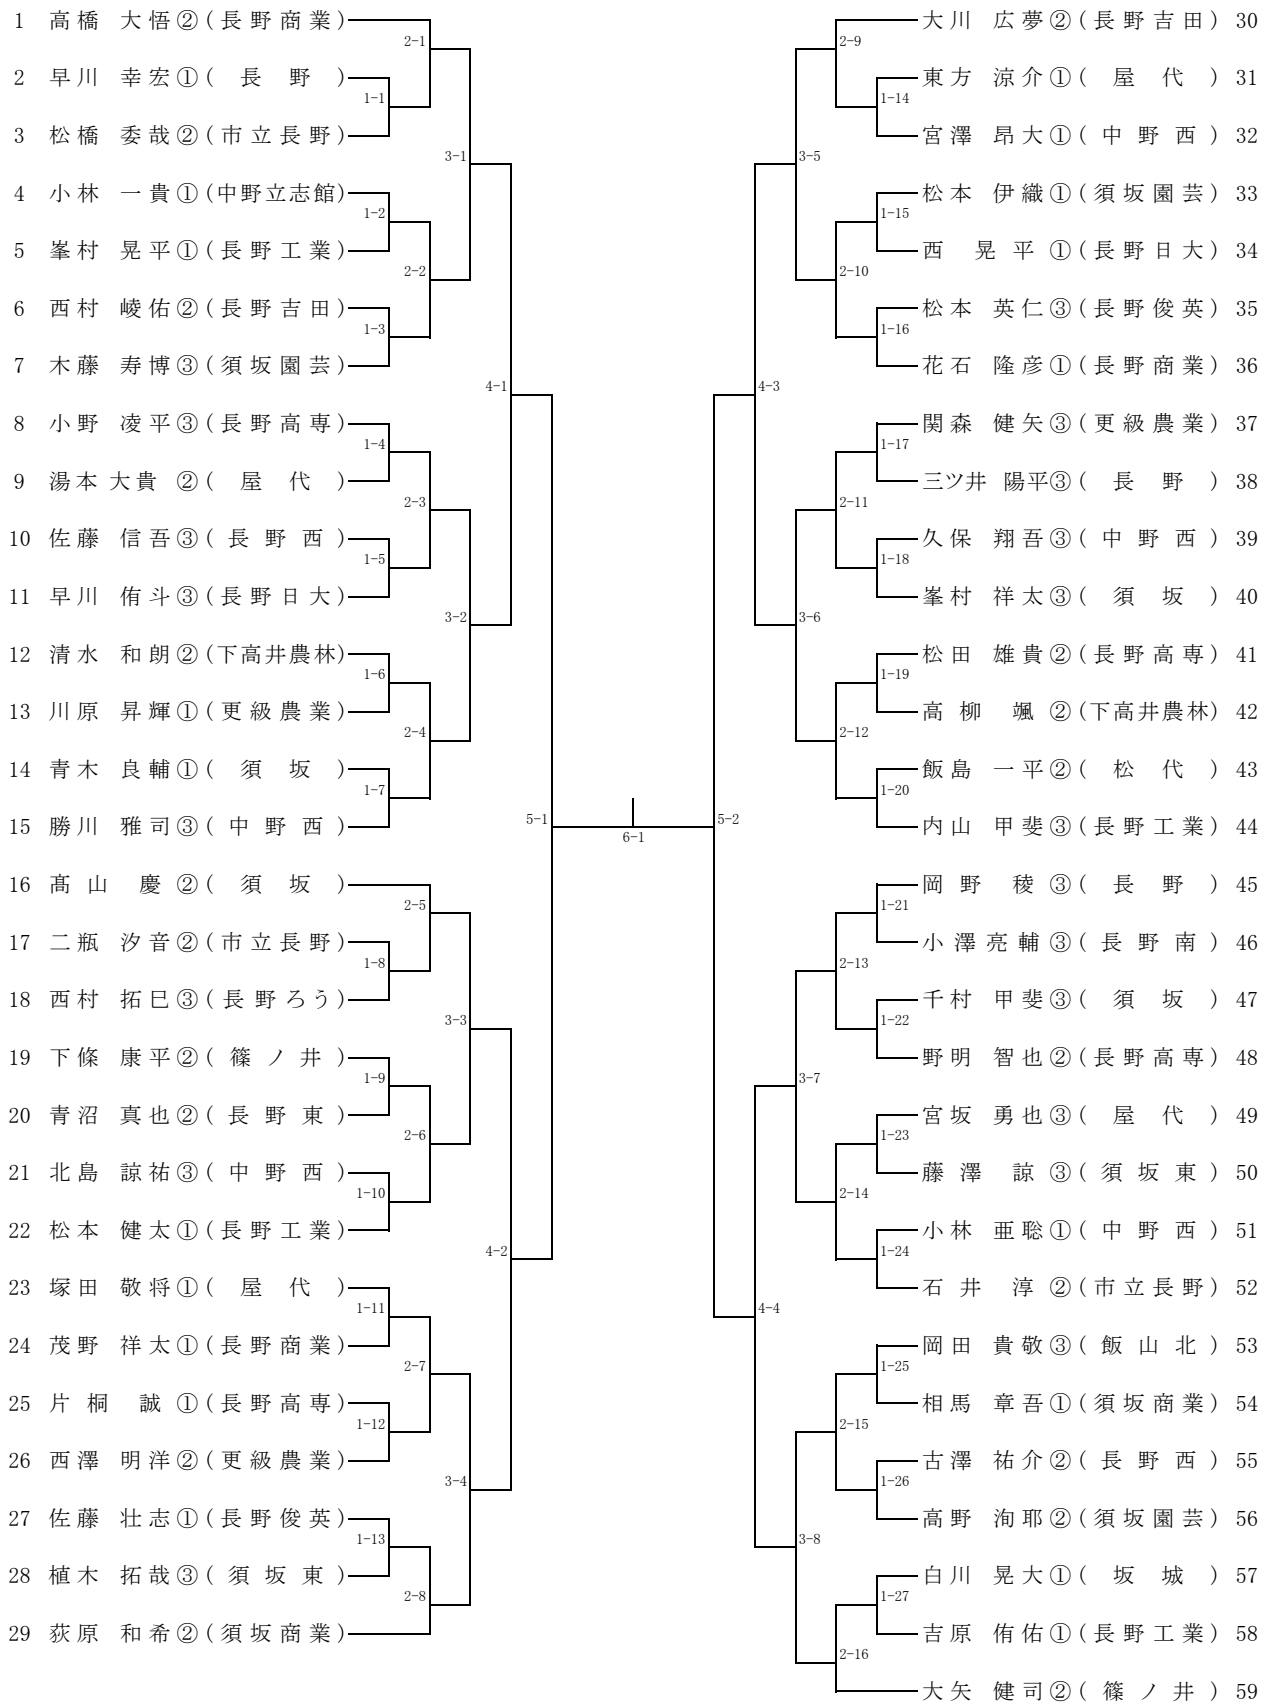 1 高橋 大悟②(長野商業)
2 早川 幸宏①(長野)
3 松橋 委哉②(市立長野)
4 小林 一貴①(中野立志館)
5 峯村 晃平①(長野工業)
6 西村 崚佑②(長野吉田)
7 木藤 寿博③(須坂園芸)
8 小野 凌平③(長野高専)
9 湯本 大貴 ②(屋代)
10 佐藤 信吾③(長野西)
11 早川 侑斗③(長野日大)
12 清水 和朗②(下高井農林)
13 川原 昇輝①(更級農業)
14 青木 良輔①(須坂)
15 勝川 雅司③(中野西)
16 髙山 慶②(須坂)
17 二瓶 汐音②(市立長野)
18 西村 拓巳③(長野ろう)
19 下條 康平②(篠ノ井)
20 青沼 真也②(長野東)
21 北島 諒祐③(中野西)
22 松本 健太①(長野工業)
23 塚田 敬将①(屋代)
24 茂野 祥太①(長野商業)
25 片桐 誠①(長野高専)
26 西澤 明洋②(更級農業)
27 佐藤 壮志①(長野俊英)
28 植木 拓哉③(須坂東)
29 荻原 和希②(須坂商業)
2-1
1-1
3-1
1-2
2-2
1-3
4-1
1-4
2-3
1-5
3-2
1-6
2-4
1-7
5-1
2-5
1-8
3-3
1-9
2-6
1-10
4-2
1-11
2-7
1-12
3-4
1-13
2-8
6-1
2-9
1-14
3-5
1-15
2-10
1-16
4-3
1-17
2-11
1-18
3-6
1-19
2-12
1-20
5-2
1-21
2-13
1-22
3-7
1-23
2-14
1-24
4-4
1-25
2-15
1-26
3-8
1-27
2-16
大川 広夢②(長野吉田) 30
東方 涼介①(屋代) 31
宮澤 昂大①(中野西) 32
松本 伊織①(須坂園芸) 33
西 晃平①(長野日大) 34
松本 英仁③(長野俊英) 35
花石 隆彦①(長野商業) 36
関森 健矢③(更級農業) 37
三ツ井 陽平③(長野) 38
久保 翔吾③(中野西) 39
峯村 祥太③(須坂) 40
松田 雄貴②(長野高専) 41
高柳 颯②(下高井農林) 42
飯島 一平②(松代) 43
内山 甲斐③(長野工業) 44
岡野 稜③(長野) 45
小澤 亮輔③(長野南) 46
千村 甲斐③(須坂) 47
野明 智也②(長野高専) 48
宮坂 勇也③(屋代) 49
藤澤 諒③(須坂東) 50
小林 亜聡①(中野西) 51
石井 淳②(市立長野) 52
岡田 貴敬③(飯山北) 53
相馬 章吾①(須坂商業) 54
古澤 祐介②(長野西) 55
高野 洵耶②(須坂園芸) 56
白川 晃大①(坂城) 57
吉原 侑佑①(長野工業) 58
大矢 健司②(篠ノ井) 59